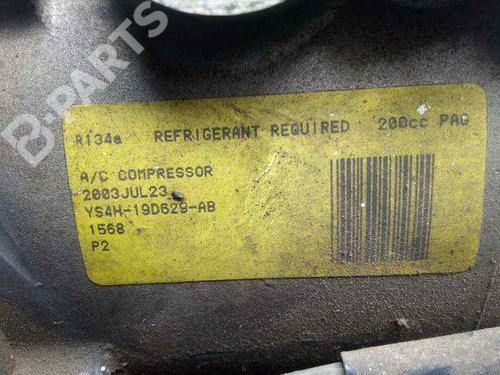 B-PARTS
R134a REFRIGERANT REQUIRED 200cc PAG
A/C COMPRESSOR
2003JUL23
YS4H-19D629-AB
1568
P2